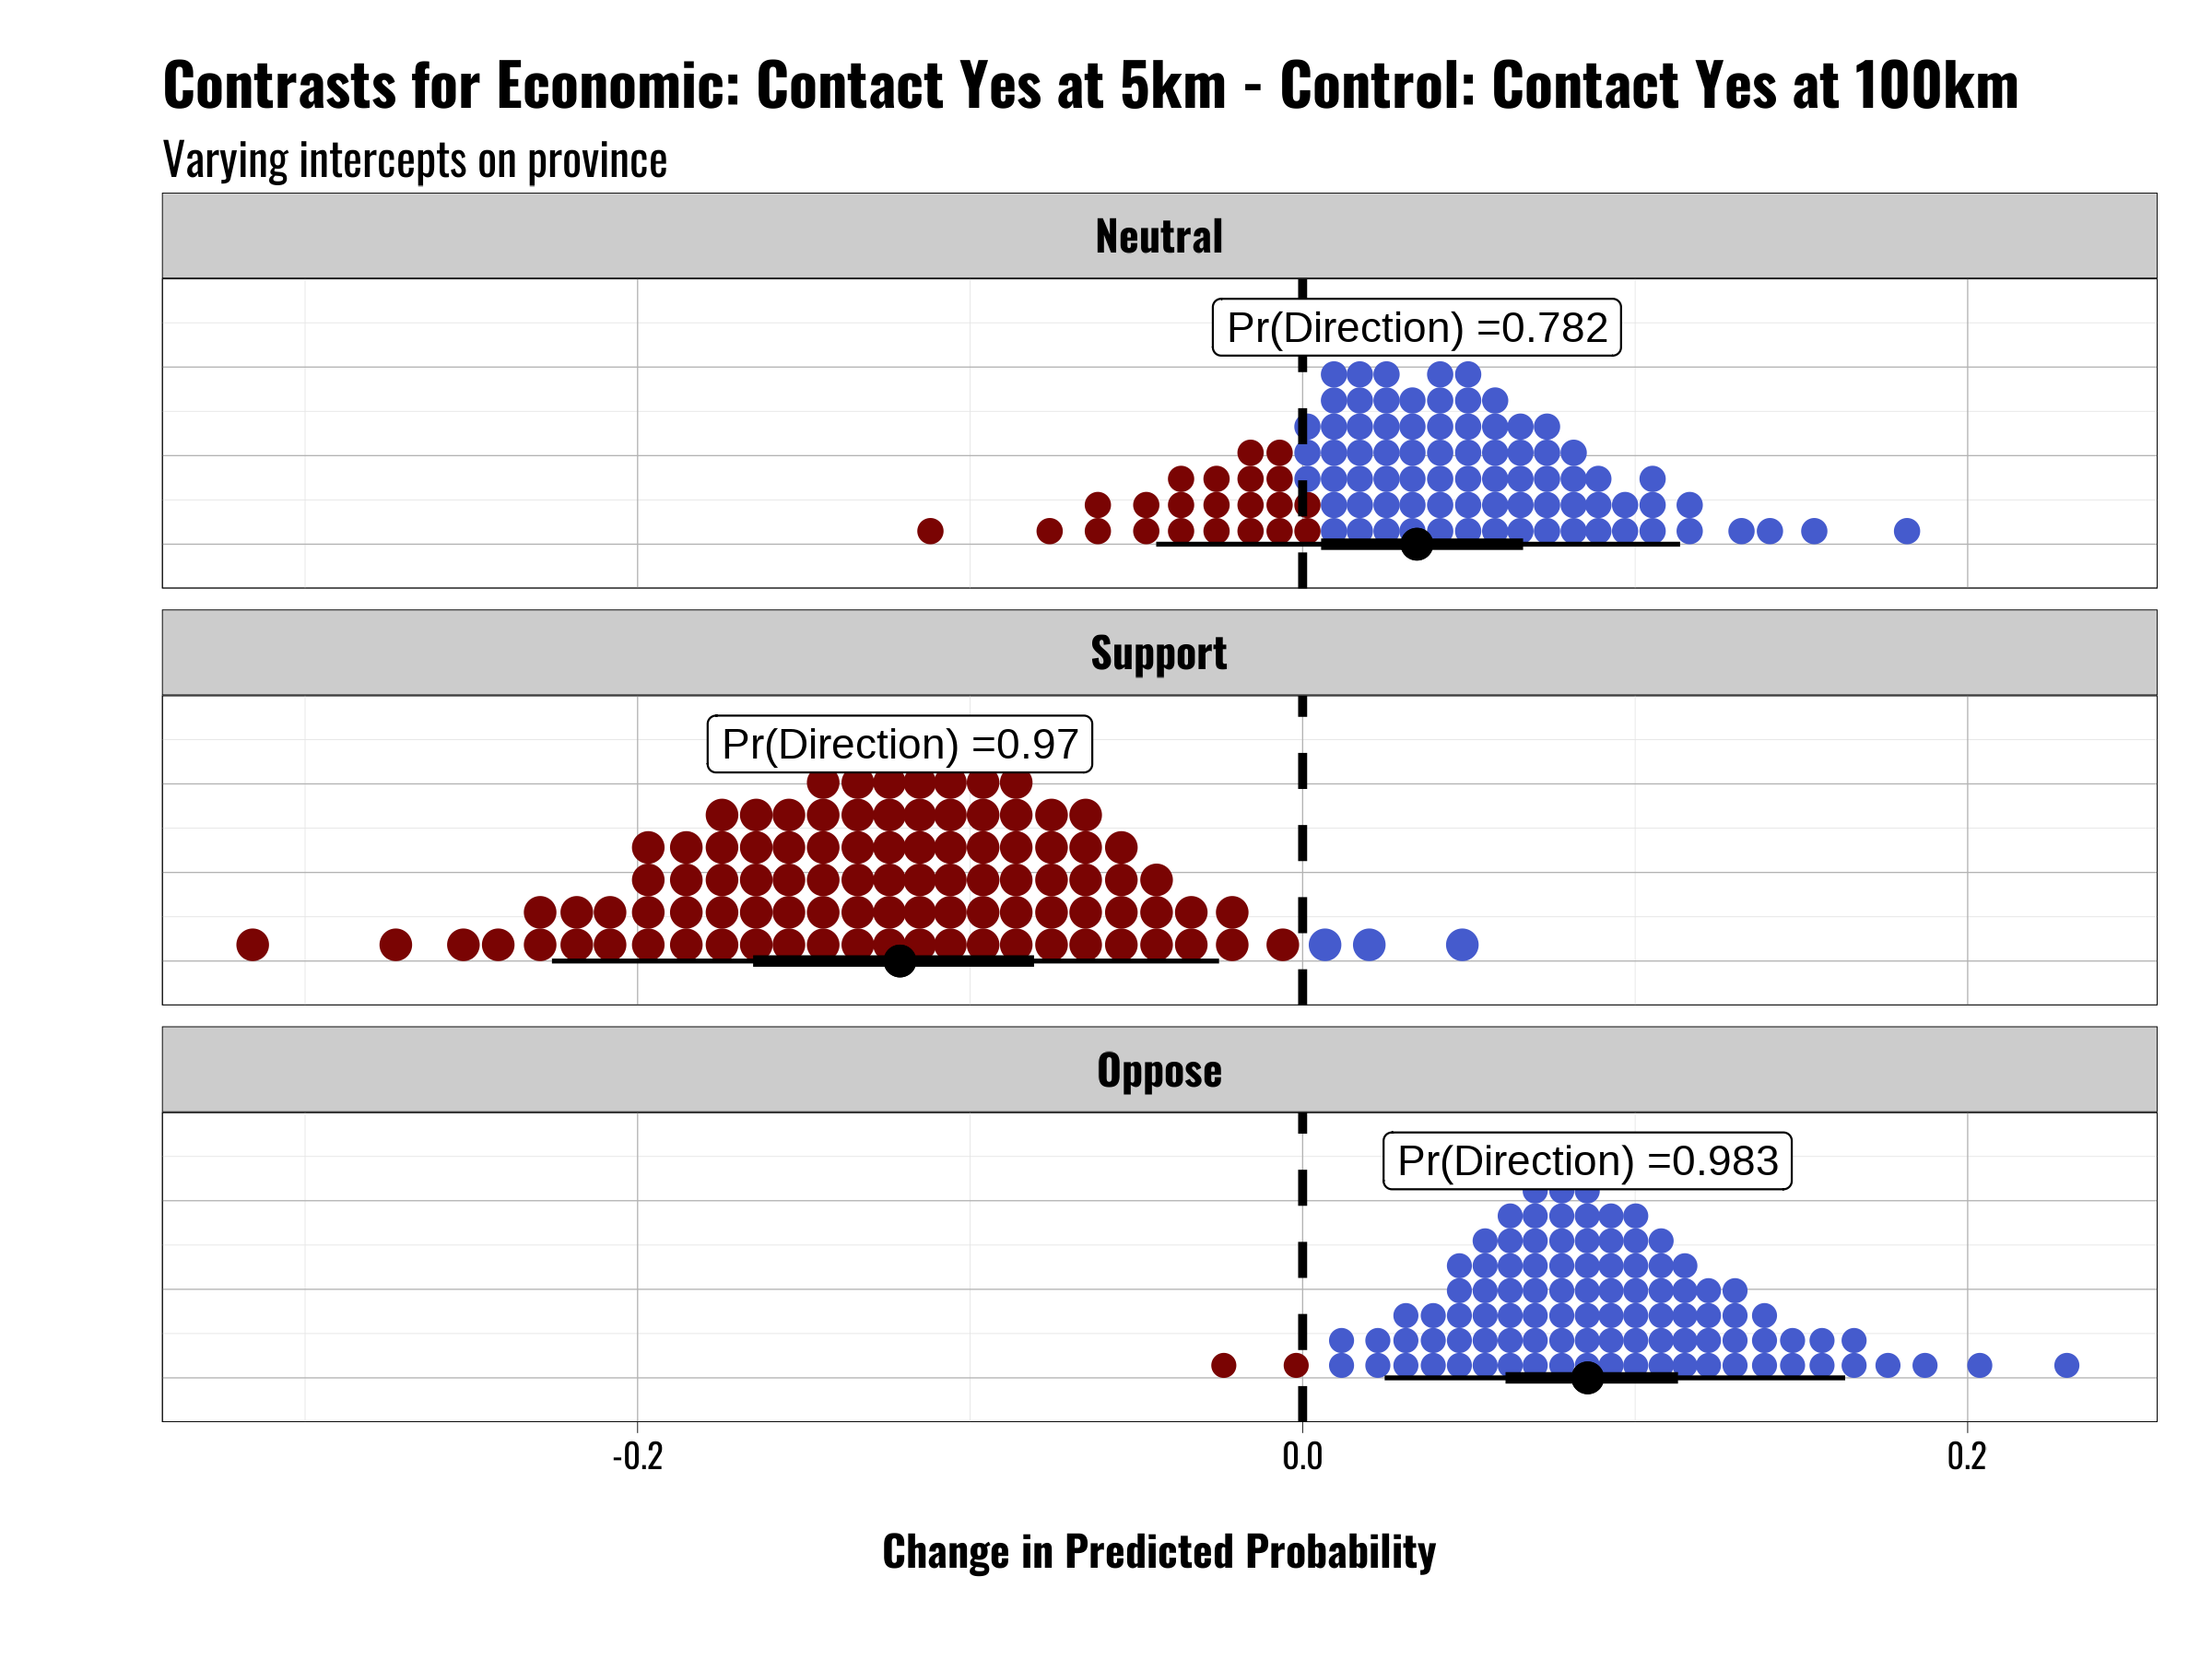 Contrasts for Economic: Contact Yes at 5km - Control: Contact Yes at 100km
Varying intercepts on province
Neutral
Pr(Direction) =0.782
Support
Pr(Direction) =0.97
Oppose
Pr(Direction) =0.983
-0.2 0.0 0.2
Change in Predicted Probability